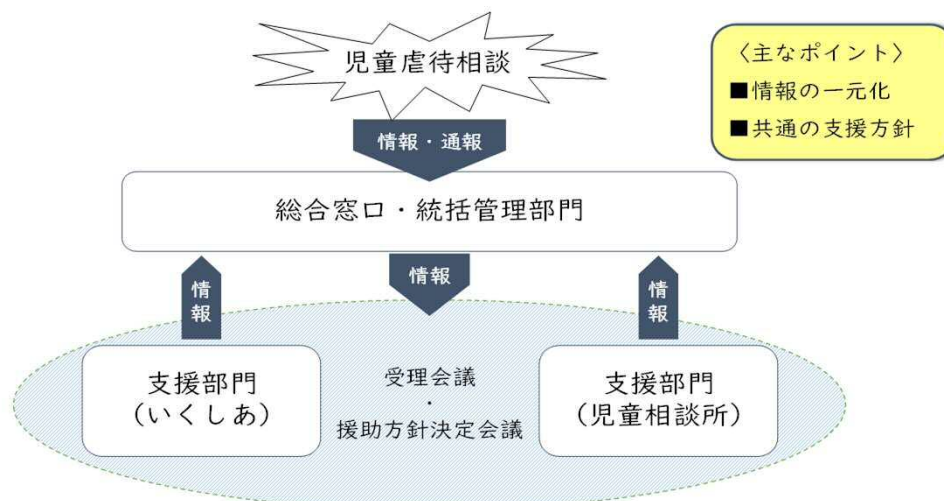 児童虐待相談
〈主なポイント〉
■情報の一元化
■共通の支援方針
情報・通報
総合窓口・統括管理部門
情報
情報
情報
支援部門
(いくしあ)
受理会議
・
援助方針決定会議
支援部門
(児童相談所)